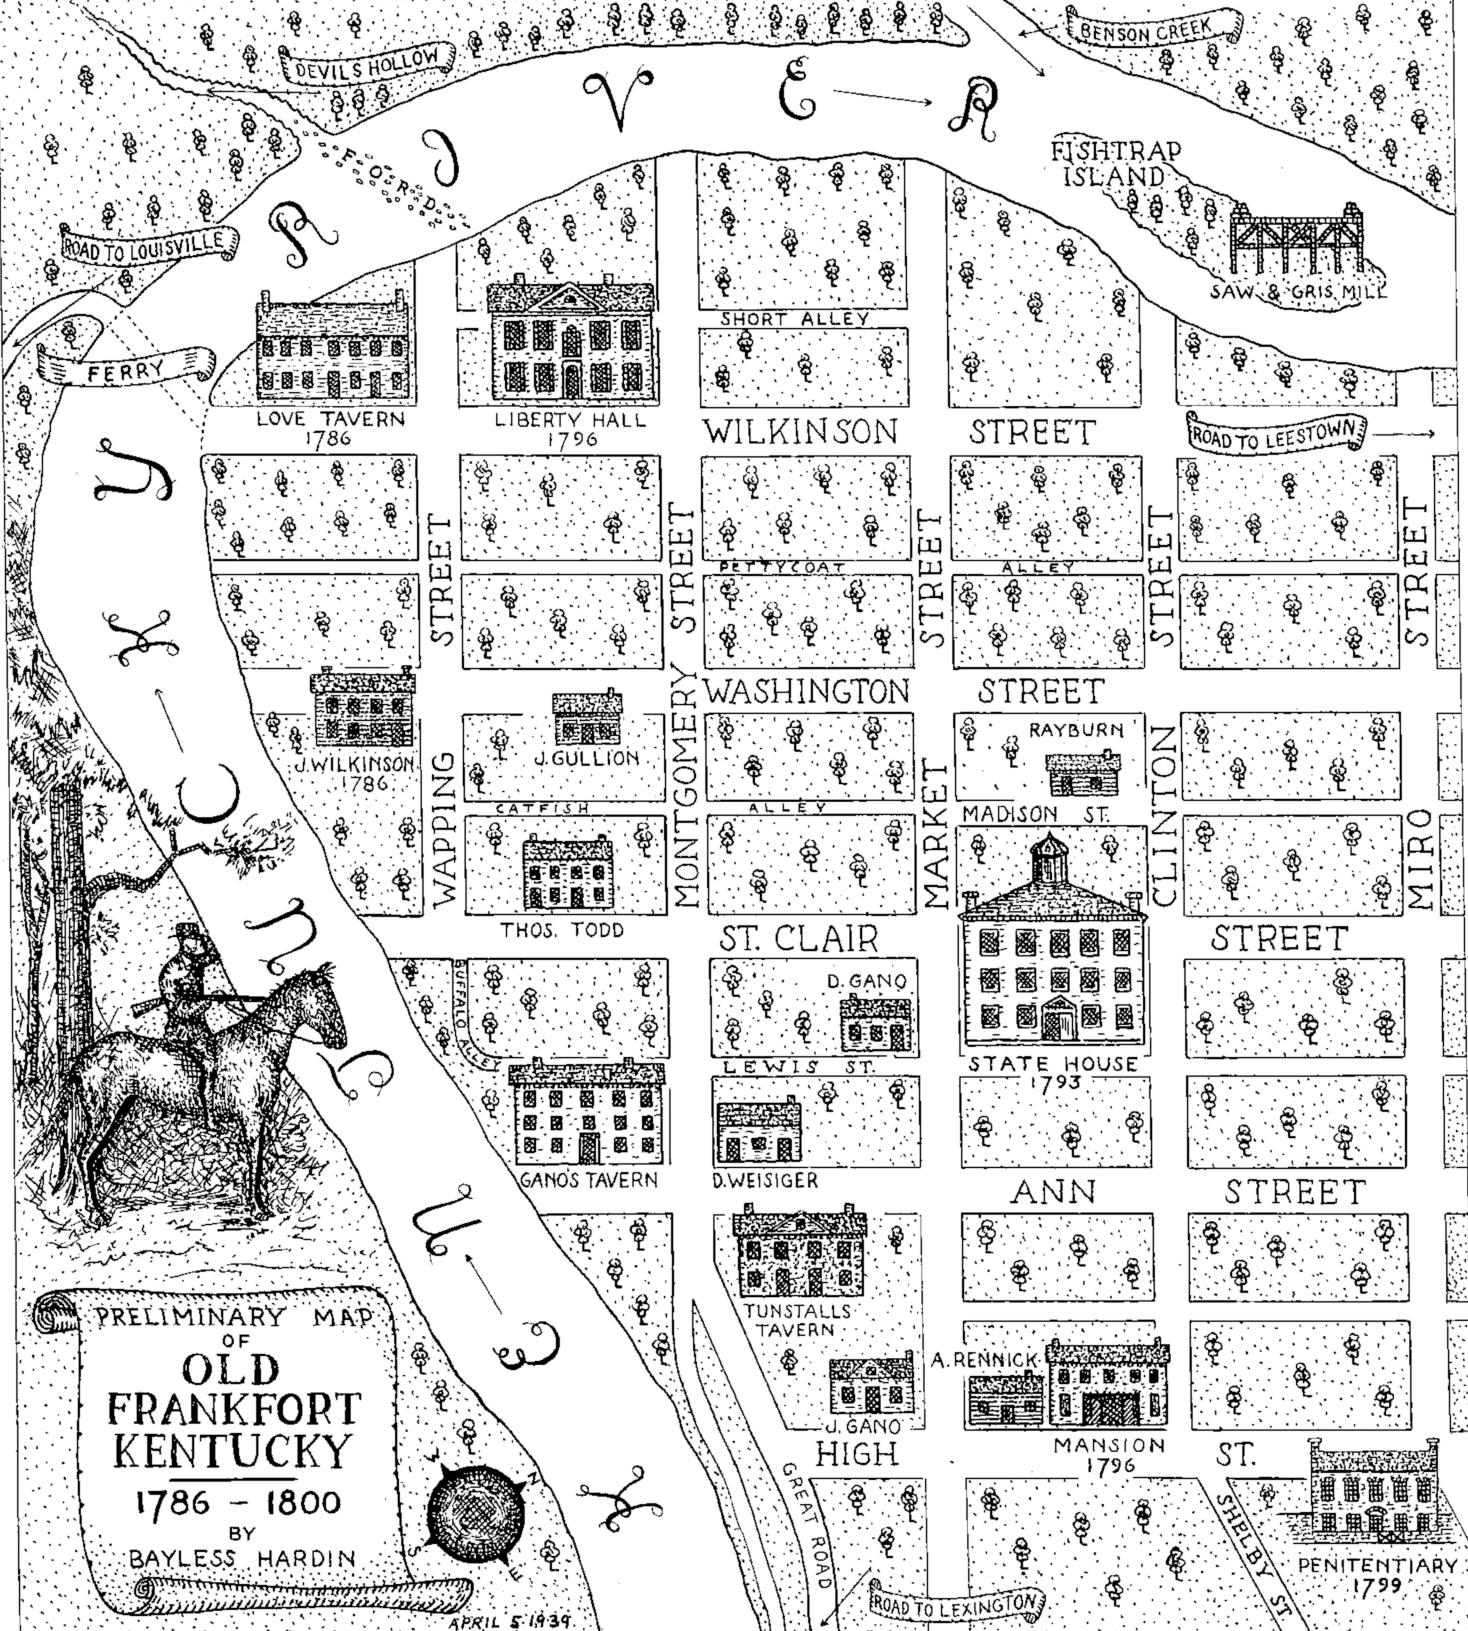 BENSON CREEK
DEVILS HOLLOW
KENTUCKY RIVER
FORD
FISHTRAP
ISLAND
ROAD TO LOUISVILLE
SAW & GRIS MILL
SHORT ALLEY
FERRY
LOVE TAVERN
1786
LIBERTY HALL
1796
WILKINSON STREET
ROAD TO LEESTOWN
PETTYCOAT ALLEY
WAPPING STREET
MONTGOMERY STREET
MARKET STREET
CLINTON STREET
MIRO STREET
WASHINGTON STREET
RAYBURN
J. WILKINSON
1786
J. GULLION
CATFISH ALLEY
MADISON ST.
THOS. TODD
ST. CLAIR STREET
BUFFALO ALLEY
D. GANO
LEWIS ST.
STATE HOUSE
1793
GANO'S TAVERN
D. WEISIGER
ANN STREET
TUNSTALLS
TAVERN
A. RENNICK
J. GANO
MANSION
1796
HIGH ST.
GREAT ROAD
SHELBY ST
PENITENTIARY
1799
ROAD TO LEXINGTON
PRELIMINARY MAP
OF
OLD
FRANKFORT
KENTUCKY
1786 – 1800
BY
BAYLESS HARDIN
W N
S E
APRIL 5 1939